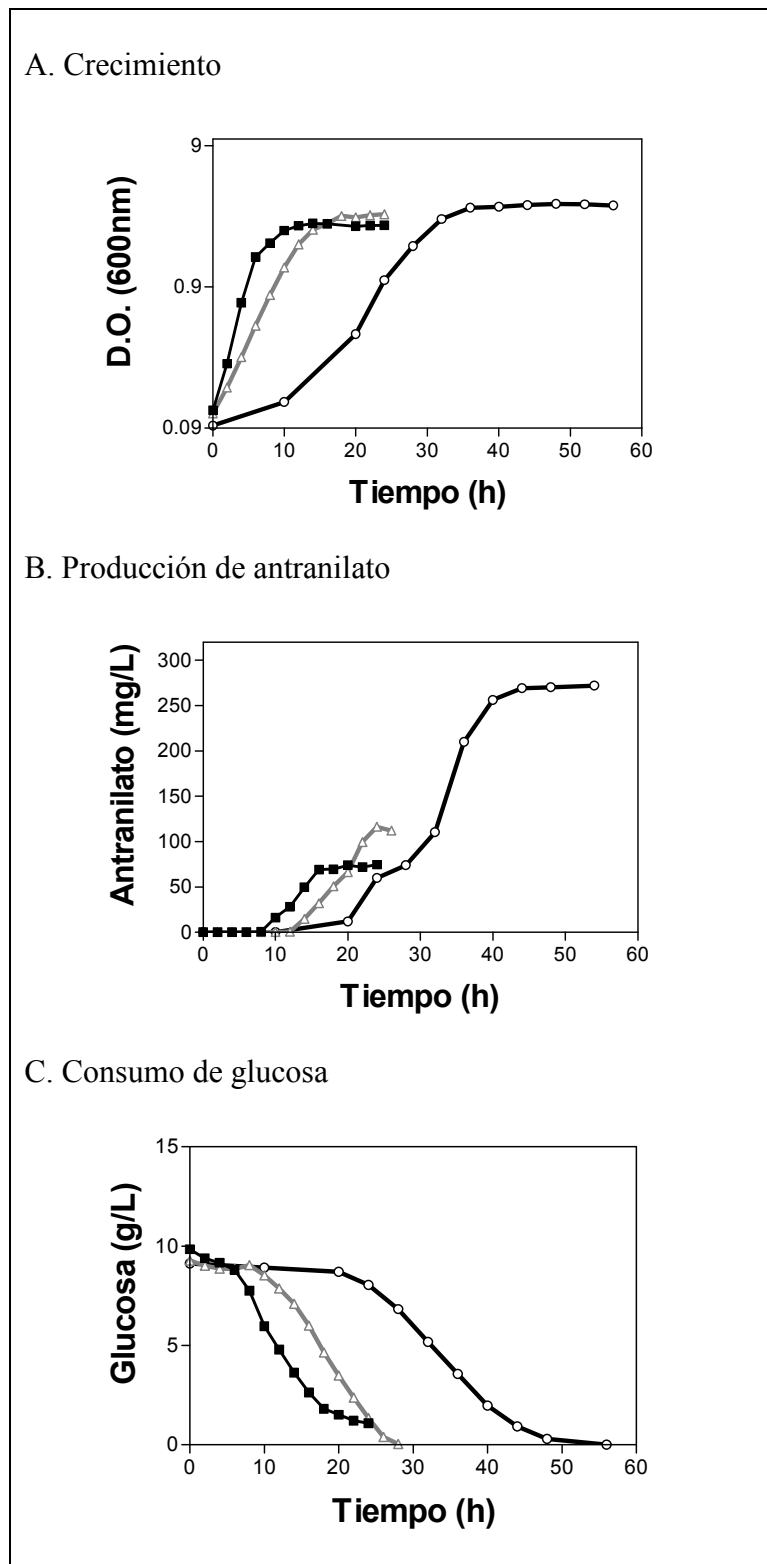 A. Crecimiento
9
0.9
0.09
D.O. (600nm)
0 10 20 30 40 50 60
Tiempo (h)
B. Producción de antranilato
300
250
200
150
100
50
0
Antranilato (mg/L)
0 10 20 30 40 50 60
Tiempo (h)
C. Consumo de glucosa
15
10
5
0
Glucosa (g/L)
0 10 20 30 40 50 60
Tiempo (h)